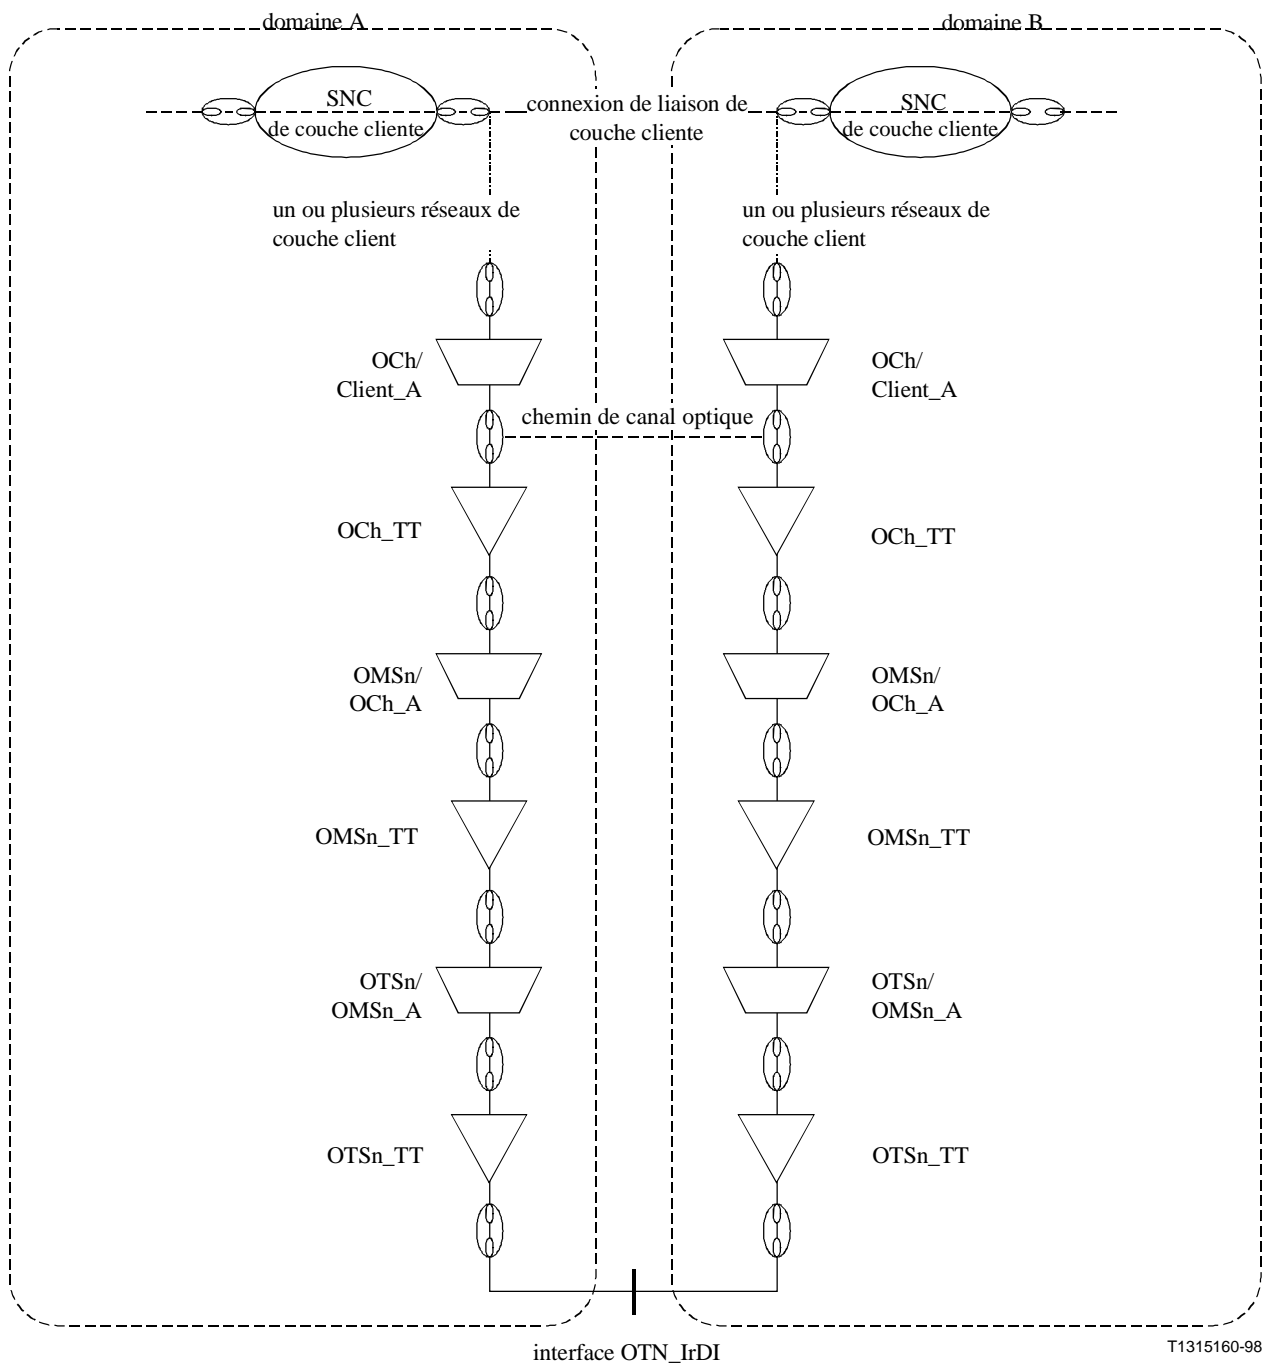 domaine A
domaine B
SNC
de couche cliente
connexion de liaison de
couche cliente
SNC
de couche cliente
un ou plusieurs réseaux de
couche client
un ou plusieurs réseaux de
couche client
OCh/
Client_A
OCh/
Client_A
chemin de canal optique
OCh_TT
OCh_TT
OMSn/
OCh_A
OMSn/
OCh_A
OMSn_TT
OMSn_TT
OTSn/
OMSn_A
OTSn/
OMSn_A
OTSn_TT
OTSn_TT
interface OTN_IrDI
T1315160-98